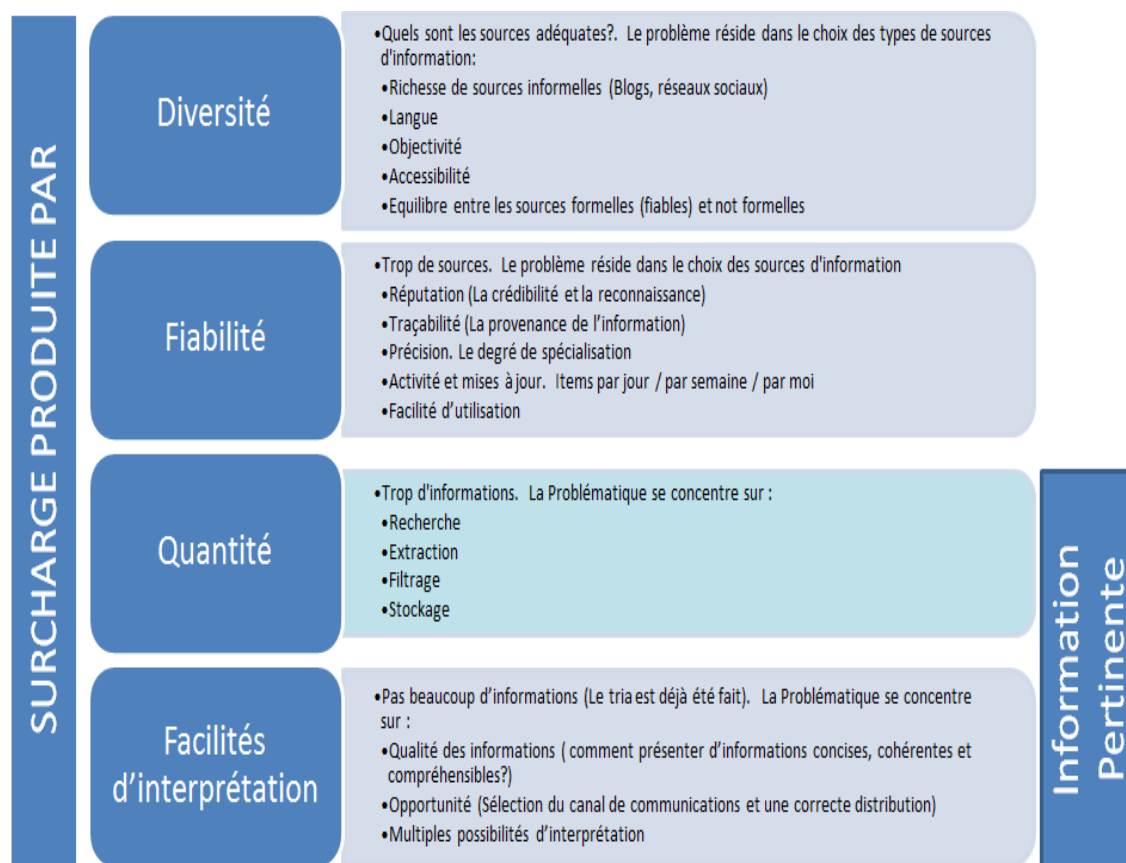 SURCHARGE PRODUITE PAR
Diversité
•Quels sont les sources adéquates?. Le problème réside dans le choix des types de sources
d'information:
•Richesse de sources informelles (Blogs, réseaux sociaux)
•Langue
•Objectivité
•Accessibilité
•Equilibre entre les sources formelles (fiables) et not formelles
Fiabilité
•Trop de sources. Le problème réside dans le choix des sources d'information
•Réputation (La crédibilité et la reconnaissance)
•Traçabilité (La provenance de l’information)
•Précision. Le degré de spécialisation
•Activité et mises à jour. Items par jour / par semaine / par moi
•Facilité d’utilisation
Quantité
•Trop d'informations. La Problématique se concentre sur :
•Recherche
•Extraction
•Filtrage
•Stockage
Facilités
d’interprétation
•Pas beaucoup d’informations (Le tria est déjà été fait). La Problématique se concentre
sur :
•Qualité des informations ( comment présenter d’informations concises, cohérentes et
compréhensibles?)
•Opportunité (Sélection du canal de communications et une correcte distribution)
•Multiples possibilités d’interprétation
Information
Pertinente